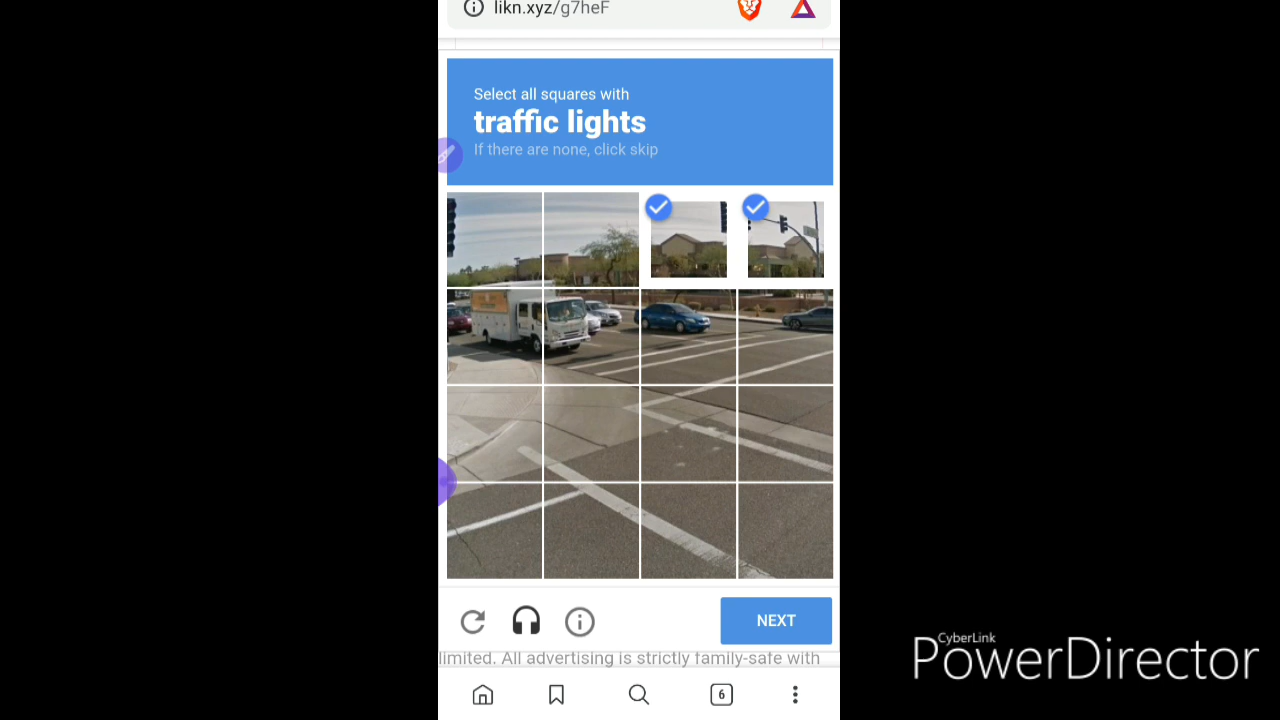 likn.xyz/g7heF
Select all squares with
traffic lights
If there are none, click skip
NEXT
limited. All advertising is strictly family-safe with
6
CyberLink
PowerDirector